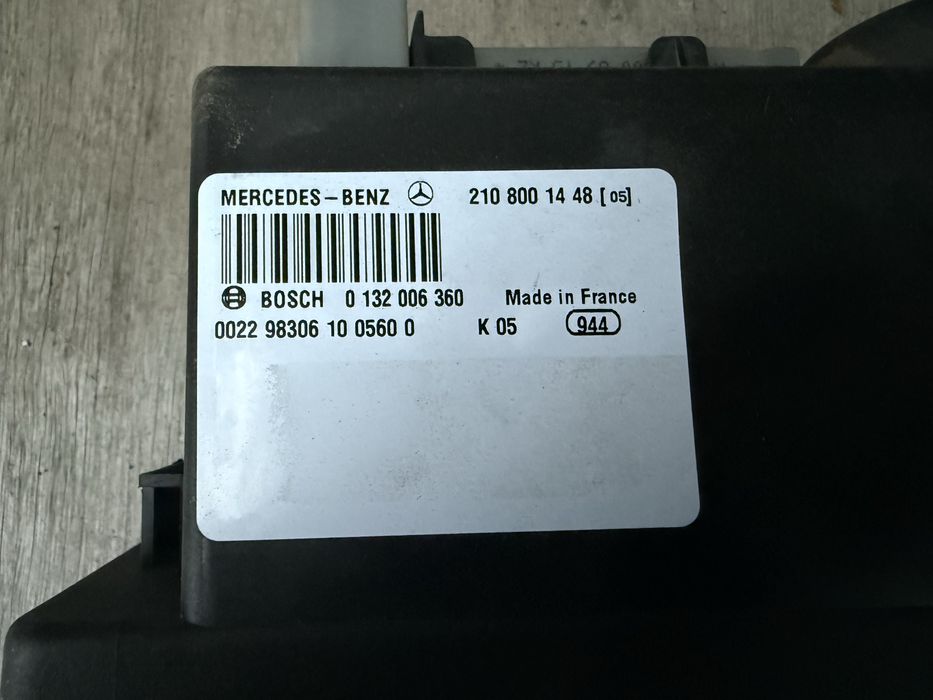 MERCEDES-BENZ 210 800 14 48 [05]
BOSCH 0 132 006 360 Made in France
0022 98306 10 0560 0 K 05 944